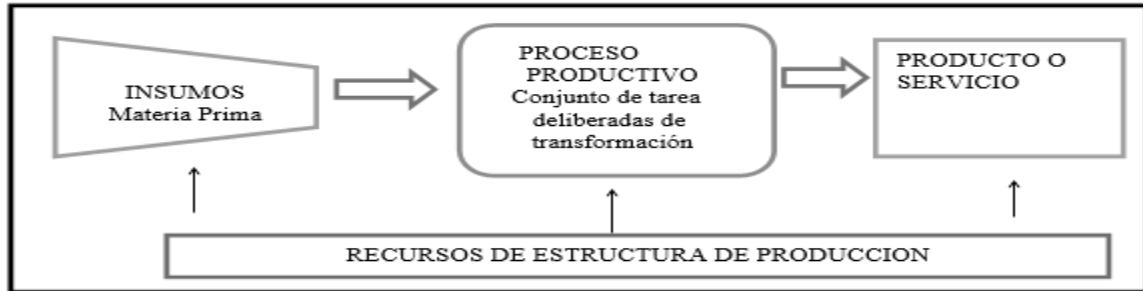 INSUMOS
Materia Prima
PROCESO
PRODUCTIVO
Conjunto de tarea
deliberadas de
transformación
PRODUCTO O
SERVICIO
RECURSOS DE ESTRUCTURA DE PRODUCCION